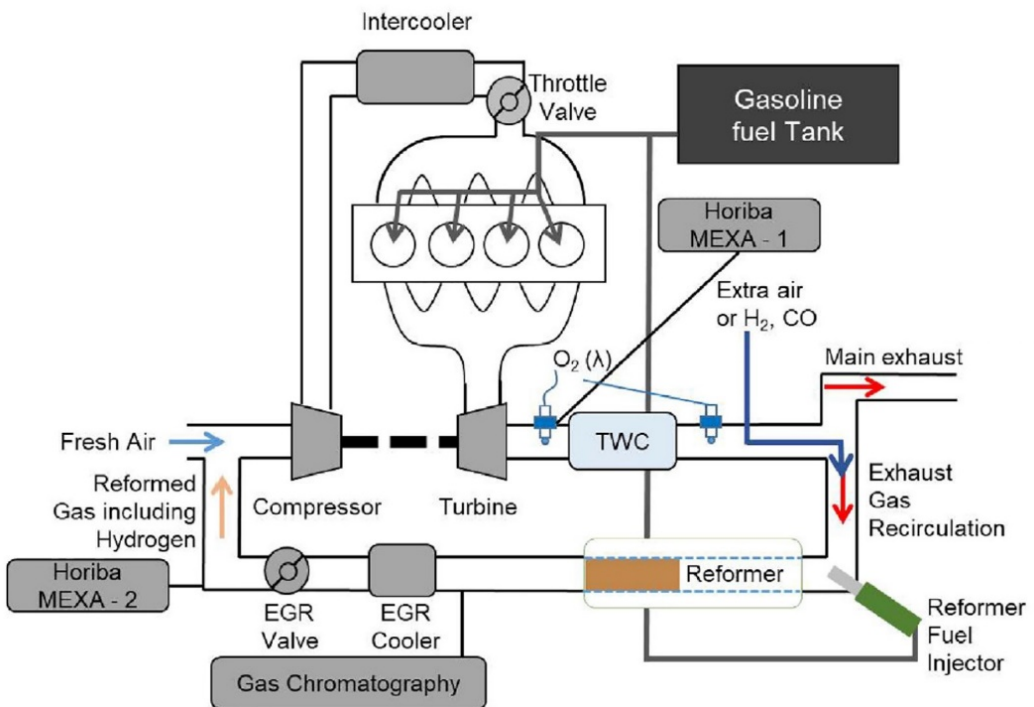 Intercooler
Throttle
Valve
Gasoline
fuel Tank
Horiba
MEXA - 1
Extra air
or H₂, CO
O₂ (λ)
Main exhaust
Fresh Air
TWC
Reformed
Gas including
Hydrogen
Compressor
Turbine
Exhaust
Gas
Recirculation
Horiba
MEXA - 2
EGR
Valve
EGR
Cooler
Reformer
Reformer
Fuel
Injector
Gas Chromatography